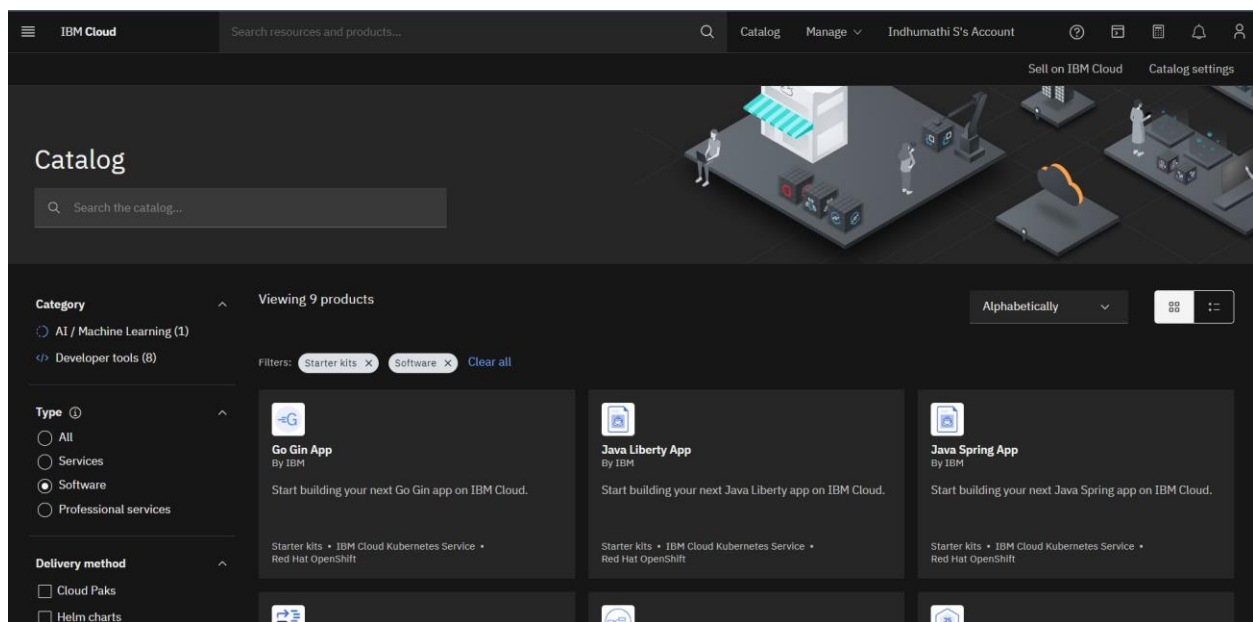 IBM Cloud
Search resources and products...
Catalog
Manage
Indhumathi S's Account
Sell on IBM Cloud
Catalog settings
Catalog
Search the catalog...
Category
AI / Machine Learning (1)
Developer tools (8)
Type
All
Services
Software
Professional services
Delivery method
Cloud Paks
Helm charts
Viewing 9 products
Alphabetically
Filters: Starter kits Software Clear all
Go Gin App
By IBM
Start building your next Go Gin app on IBM Cloud.
Starter kits • IBM Cloud Kubernetes Service •
Red Hat OpenShift
Java Liberty App
By IBM
Start building your next Java Liberty app on IBM Cloud.
Starter kits • IBM Cloud Kubernetes Service •
Red Hat OpenShift
Java Spring App
By IBM
Start building your next Java Spring app on IBM Cloud.
Starter kits • IBM Cloud Kubernetes Service •
Red Hat OpenShift